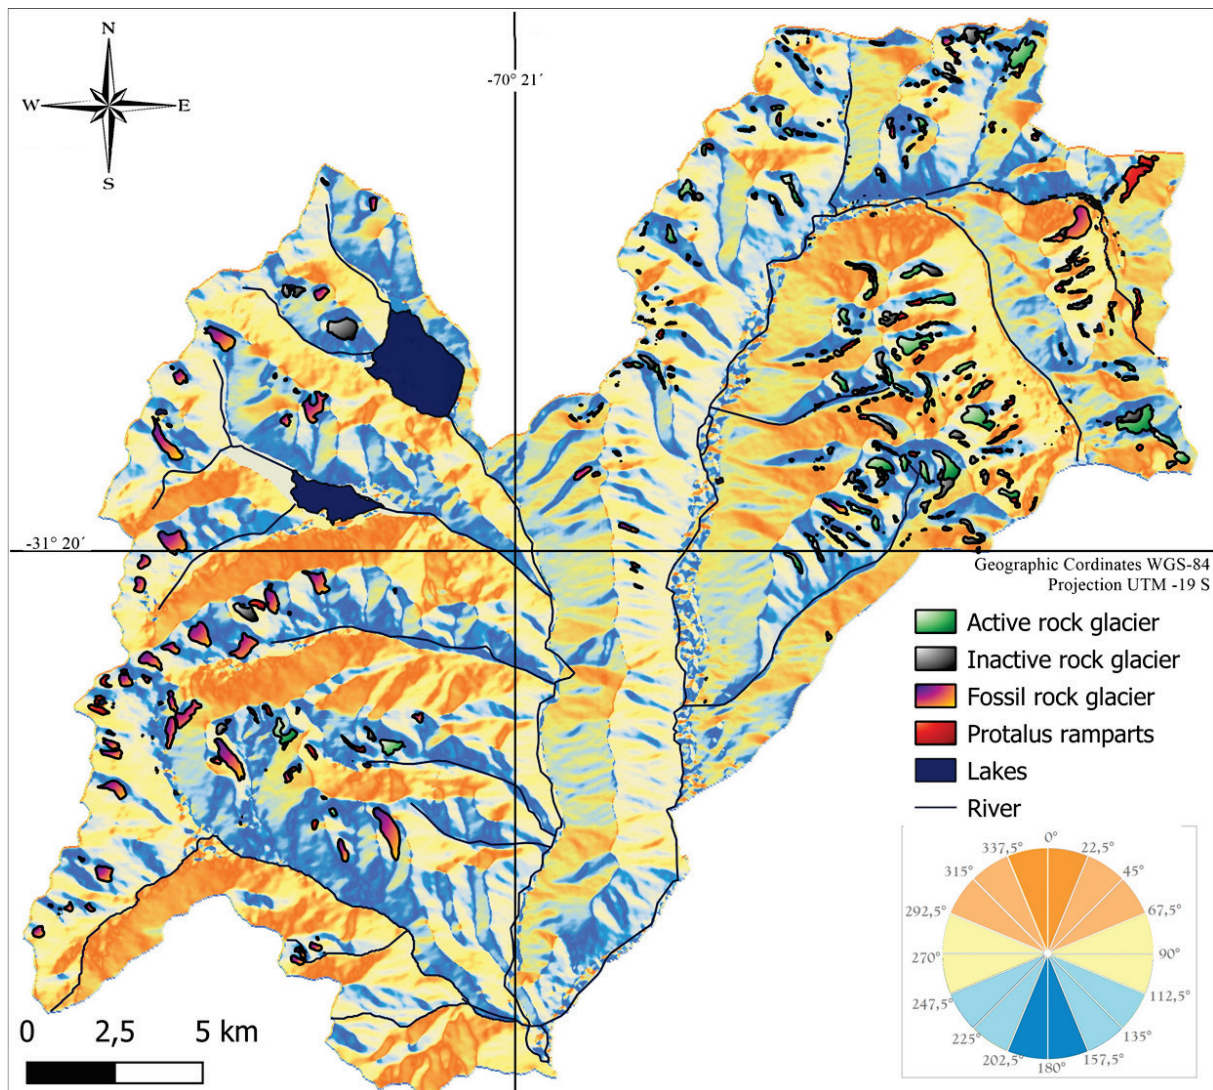 N
W E
S
-70° 21´
-31° 20´
Geographic Cordinates WGS-84
Projection UTM -19 S
Active rock glacier
Inactive rock glacier
Fossil rock glacier
Protalus ramparts
Lakes
River
0°
337,5° 22,5°
315° 45°
292,5° 67,5°
270° 90°
247,5° 112,5°
225° 135°
202,5° 157,5°
180°
0 2,5 5 km